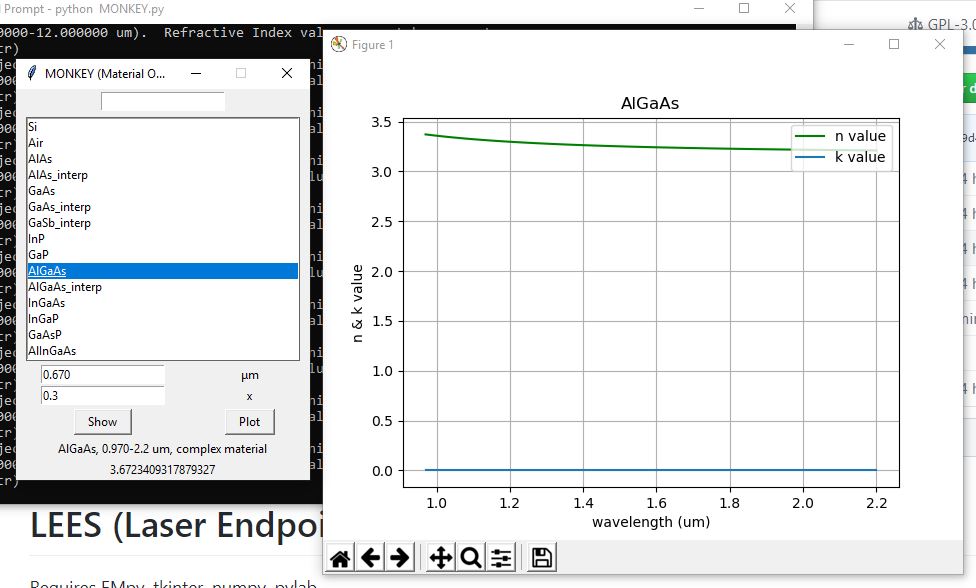 Prompt - python  MONKEY.py
0000-12.000000 um).  Refractive Index val
tr)
MONKEY (Material O...
Si
Air
AlAs
AlAs_interp
GaAs
GaAs_interp
GaSb_interp
InP
GaP
AlGaAs
AlGaAs_interp
InGaAs
InGaP
GaAsP
AlInGaAs
0.670 μm
0.3 x
Show Plot
AlGaAs, 0.970-2.2 um, complex material
3.6723409317879327
Figure 1
AlGaAs
n value
k value
n & k value
3.5
3.0
2.5
2.0
1.5
1.0
0.5
0.0
1.0 1.2 1.4 1.6 1.8 2.0 2.2
wavelength (um)
GPL-3.0
LEES (Laser Endpoi
Requires EMpy, tkinter, numpy, pylab